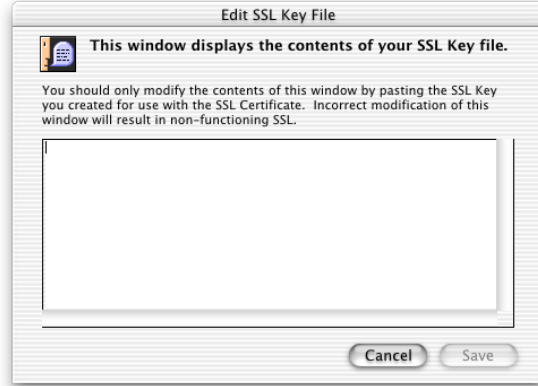 Edit SSL Key File
This window displays the contents of your SSL Key file.
You should only modify the contents of this window by pasting the SSL Key
you created for use with the SSL Certificate.  Incorrect modification of this
window will result in non-functioning SSL.
Cancel
Save